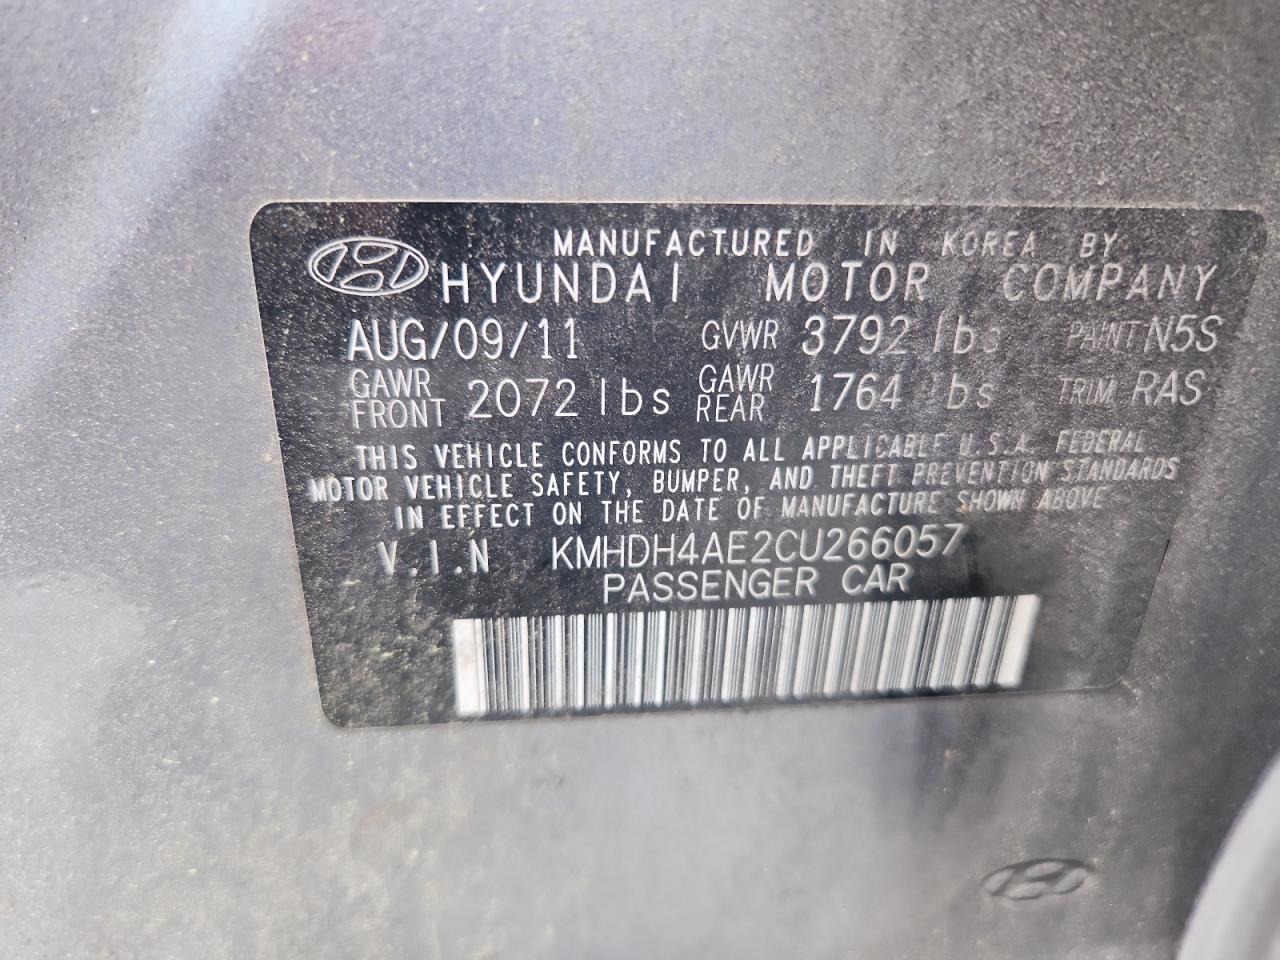 MANUFACTURED IN KOREA BY
HYUNDAI MOTOR COMPANY
AUG/09/11 GVWR 3792 lbs PAINT N5S
GAWR FRONT 2072 lbs GAWR REAR 1764 lbs TRIM RAS
THIS VEHICLE CONFORMS TO ALL APPLICABLE U.S.A. FEDERAL
MOTOR VEHICLE SAFETY, BUMPER, AND THEFT PREVENTION STANDARDS
IN EFFECT ON THE DATE OF MANUFACTURE SHOWN ABOVE
V.I.N KMHDH4AE2CU266057
PASSENGER CAR